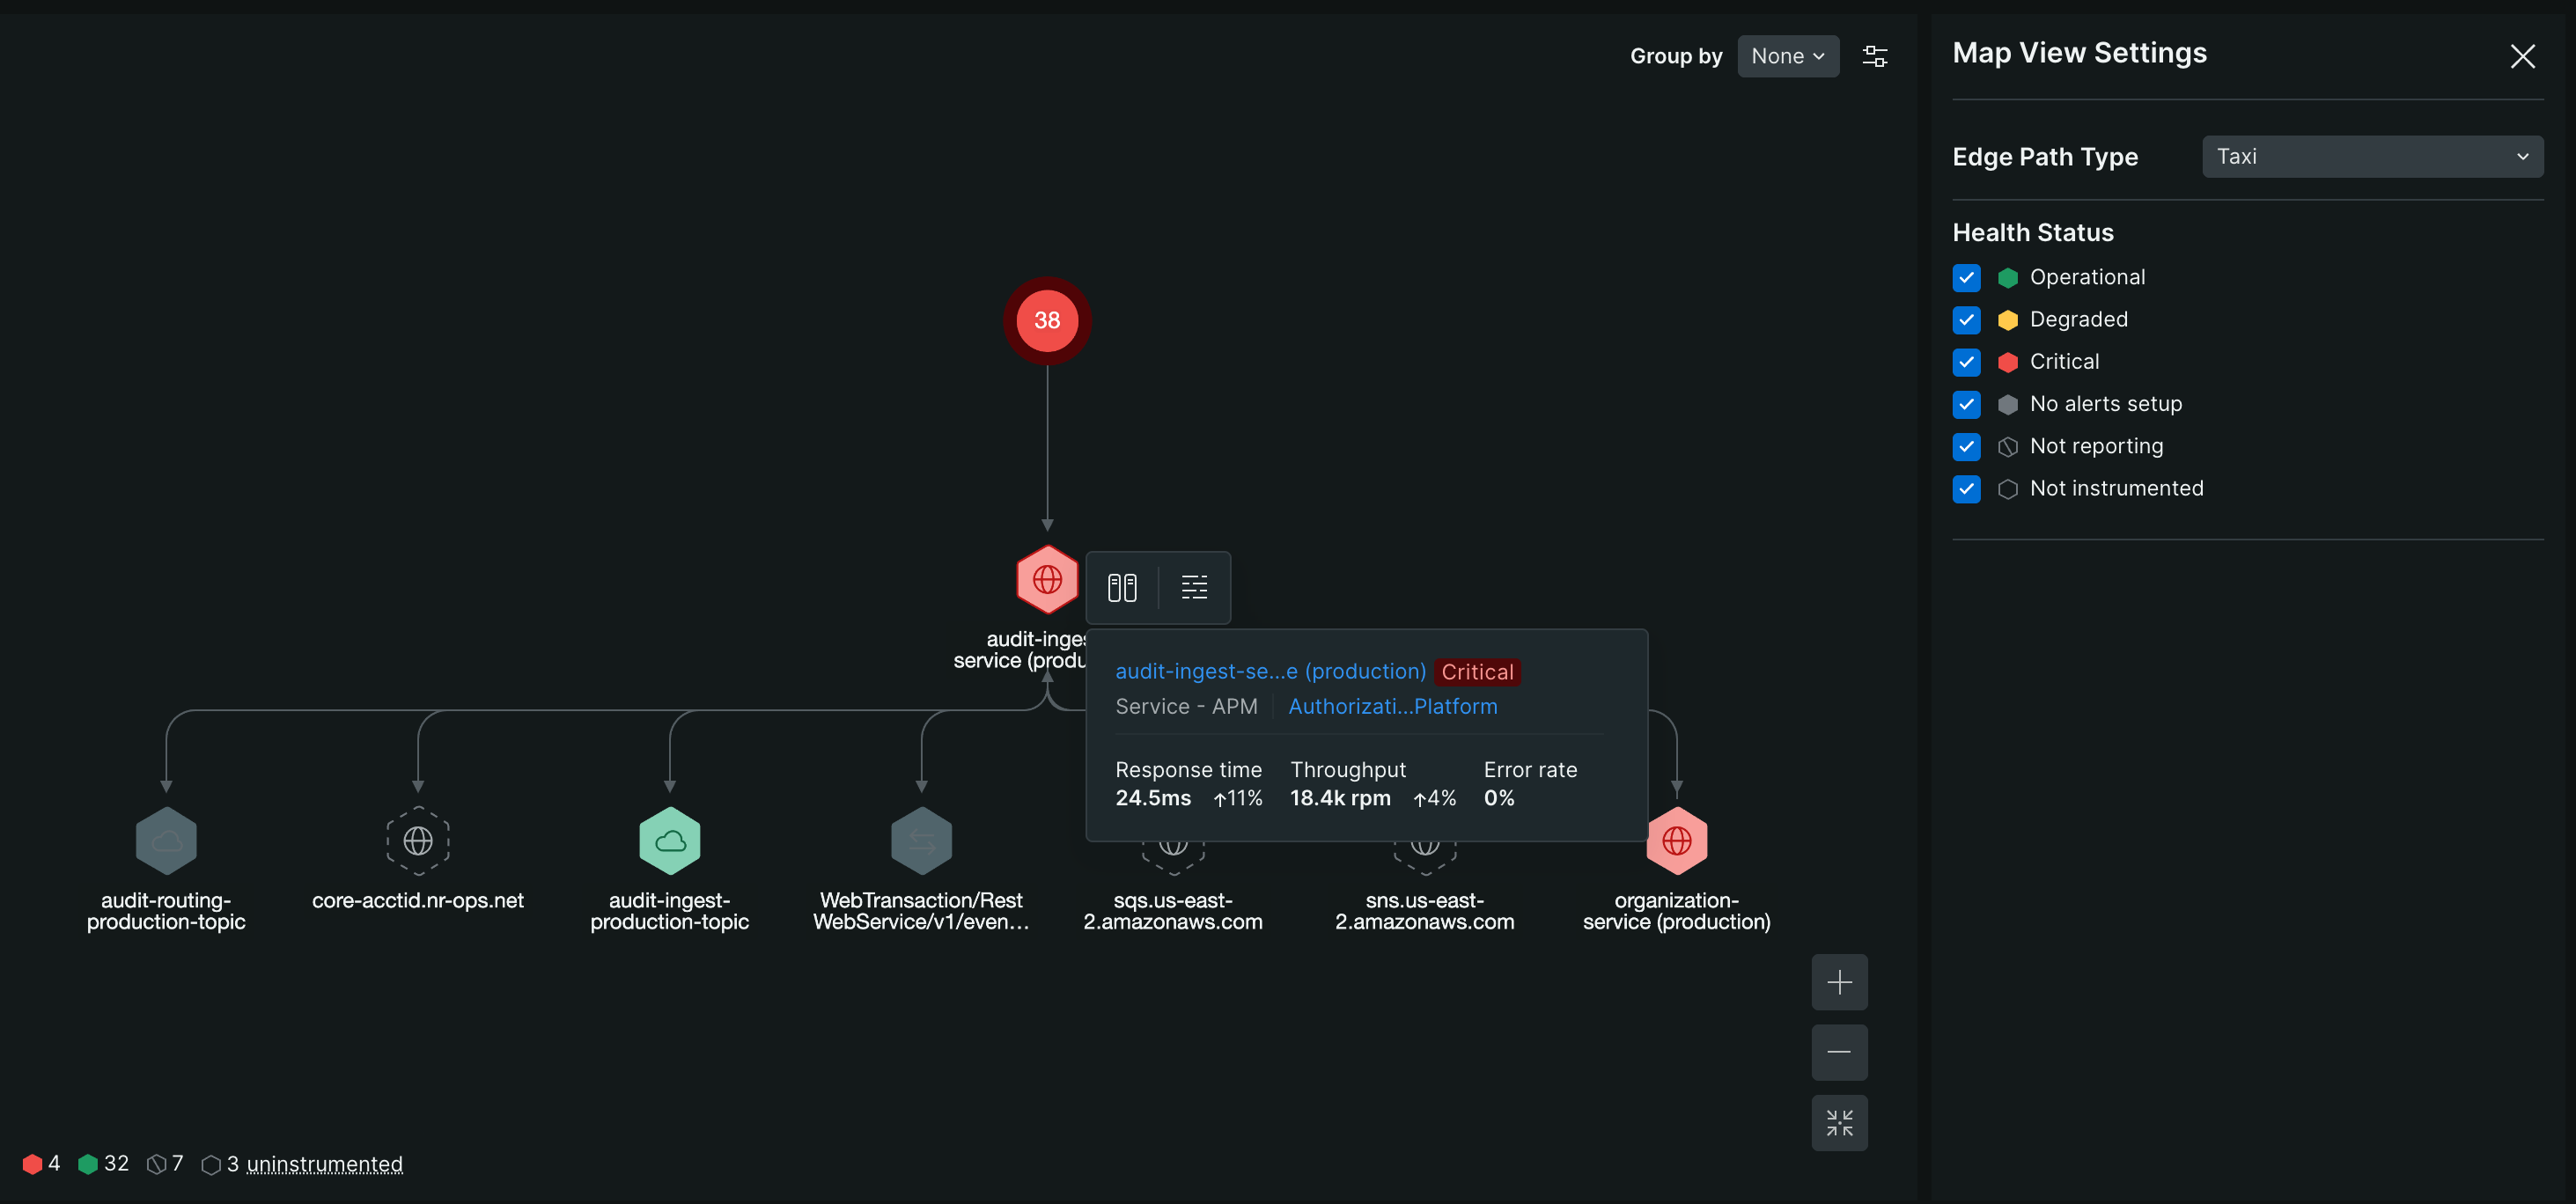 Group by None
Map View Settings
Edge Path Type Taxi
Health Status
Operational
Degraded
Critical
No alerts setup
Not reporting
Not instrumented
38
audit-inges
service (produ
audit-ingest-se...e (production) Critical
Service - APM Authorizati...Platform
Response time Throughput Error rate
24.5ms ↑11% 18.4k rpm ↑4% 0%
audit-routing-
production-topic
core-acctid.nr-ops.net
audit-ingest-
production-topic
WebTransaction/Rest
WebService/v1/even...
sqs.us-east-
2.amazonaws.com
sns.us-east-
2.amazonaws.com
organization-
service (production)
4 32 7 3 uninstrumented